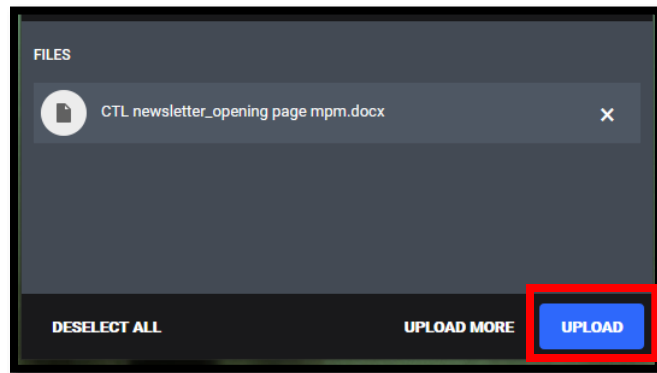 FILES
CTL newsletter_opening page mpm.docx
DESELECT ALL UPLOAD MORE UPLOAD